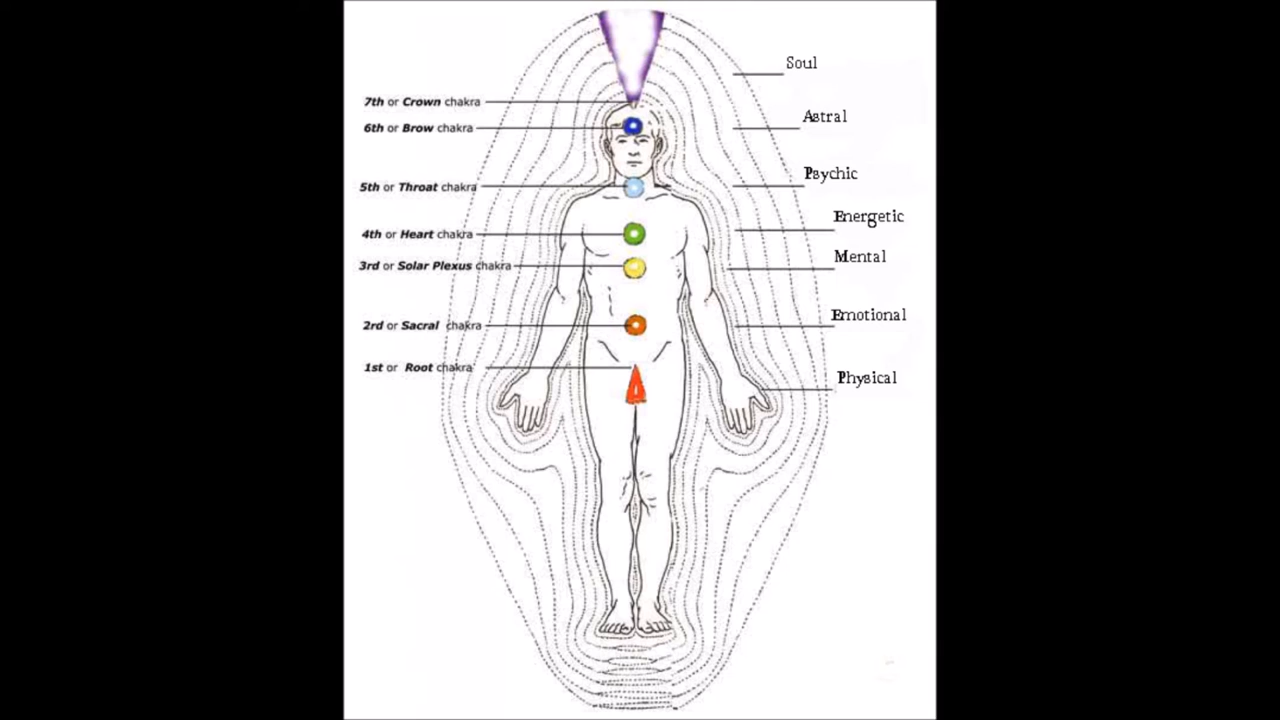 Soul
7th or Crown chakra
Astral
6th or Brow chakra
Psychic
5th or Throat chakra
Energetic
4th or Heart chakra
Mental
3rd or Solar Plexus chakra
Emotional
2rd or Sacral chakra
1st or Root chakra
Physical